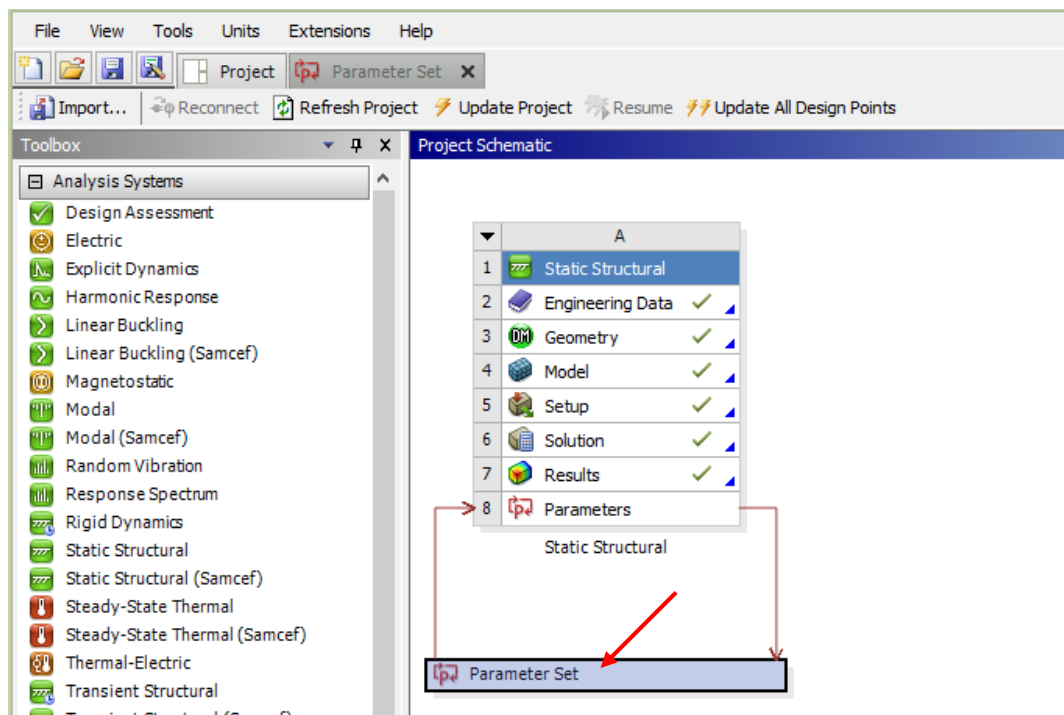 File View Tools Units Extensions Help
Project Parameter Set
Import... Reconnect Refresh Project Update Project Resume Update All Design Points
Toolbox
Analysis Systems
Design Assessment
Electric
Explicit Dynamics
Harmonic Response
Linear Buckling
Linear Buckling (Samcef)
Magnetostatic
Modal
Modal (Samcef)
Random Vibration
Response Spectrum
Rigid Dynamics
Static Structural
Static Structural (Samcef)
Steady-State Thermal
Steady-State Thermal (Samcef)
Thermal-Electric
Transient Structural
Project Schematic
A
1 Static Structural
2 Engineering Data
3 DM Geometry
4 Model
5 Setup
6 Solution
7 Results
8 Parameters
Static Structural
Parameter Set